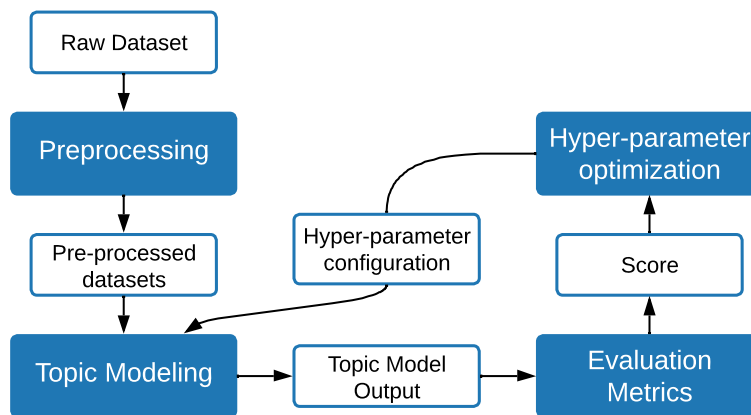 Raw Dataset
Preprocessing
Pre-processed
datasets
Topic Modeling
Hyper-parameter
configuration
Topic Model
Output
Hyper-parameter
optimization
Score
Evaluation
Metrics